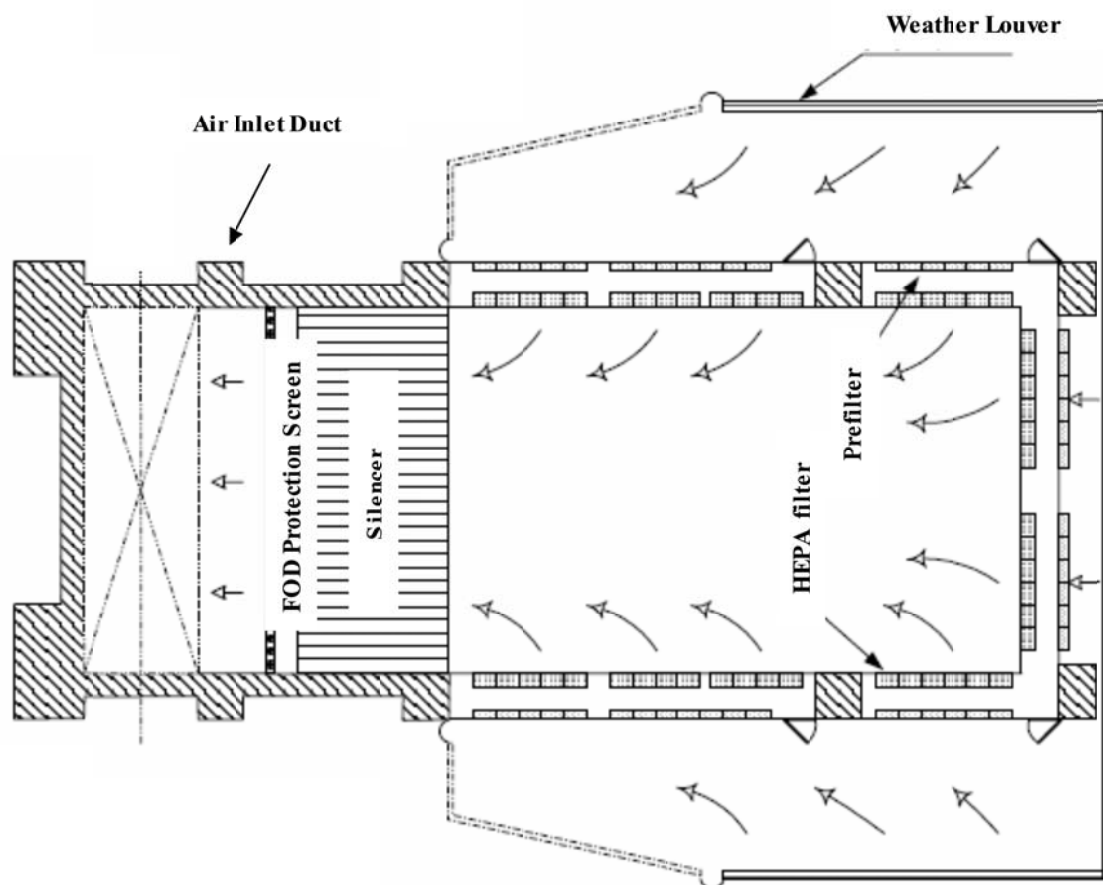 Weather Louver
Air Inlet Duct
FOD Protection Screen
Silencer
HEPA filter
Prefilter